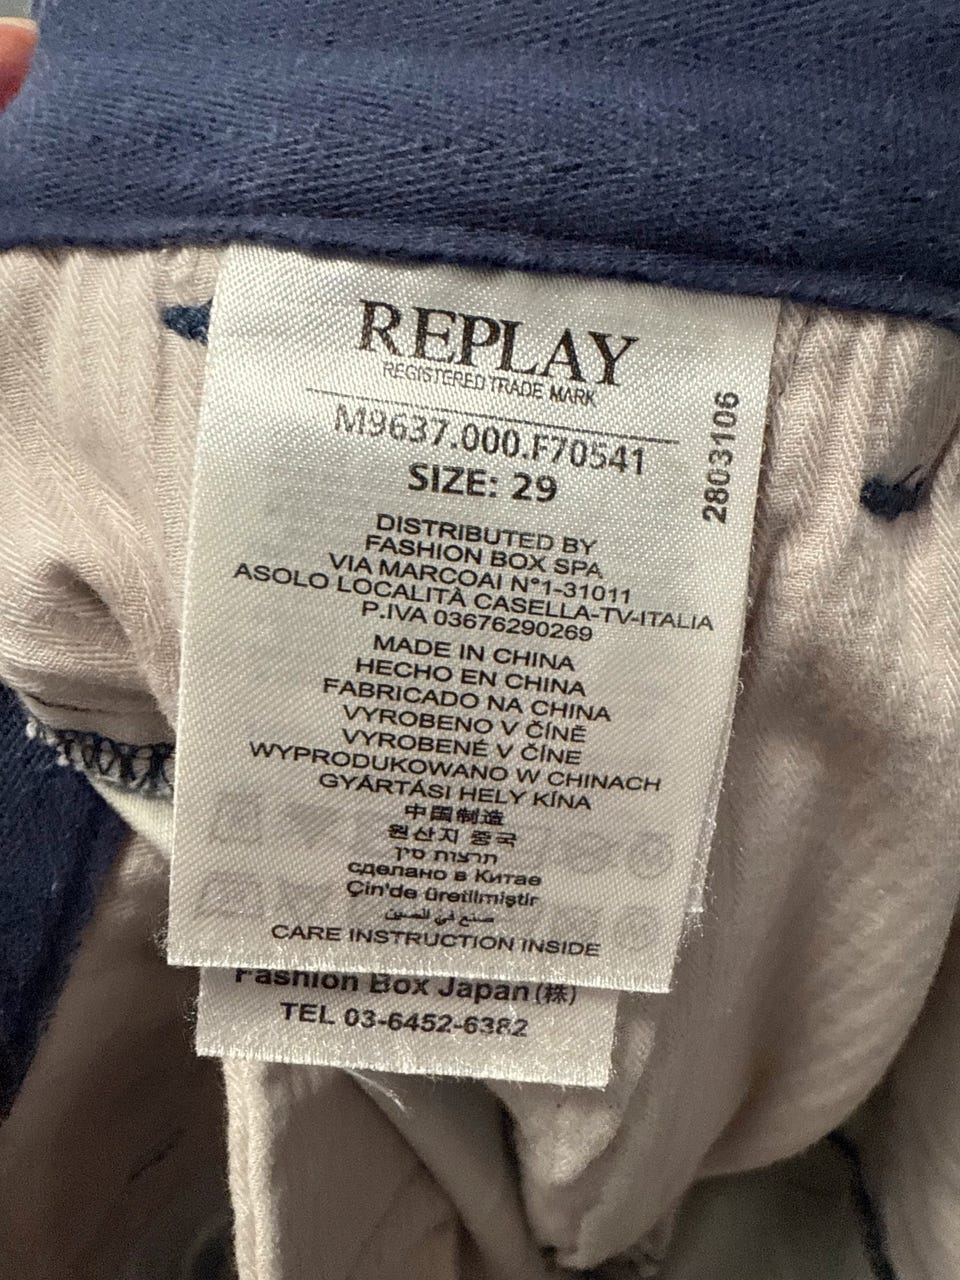 REPLAY
REGISTERED TRADE MARK
M9637.000.F70541
SIZE: 29
2803106
DISTRIBUTED BY
FASHION BOX SPA
VIA MARCOAI N°1-31011
ASOLO LOCALITÀ CASELLA-TV-ITALIA
P.IVA 03676290269
MADE IN CHINA
HECHO EN CHINA
FABRICADO NA CHINA
VYROBENO V ČÍNĚ
VYROBENÉ V ČÍNE
WYPRODUKOWANO W CHINACH
GYÁRTÁSI HELY KÍNA
中国制造
원산지 중국
תרצות סין
сделано в Китае
Çin'de üretilmiştir
صنع في الصين
CARE INSTRUCTION INSIDE
Fashion Box Japan(株)
TEL 03-6452-6382